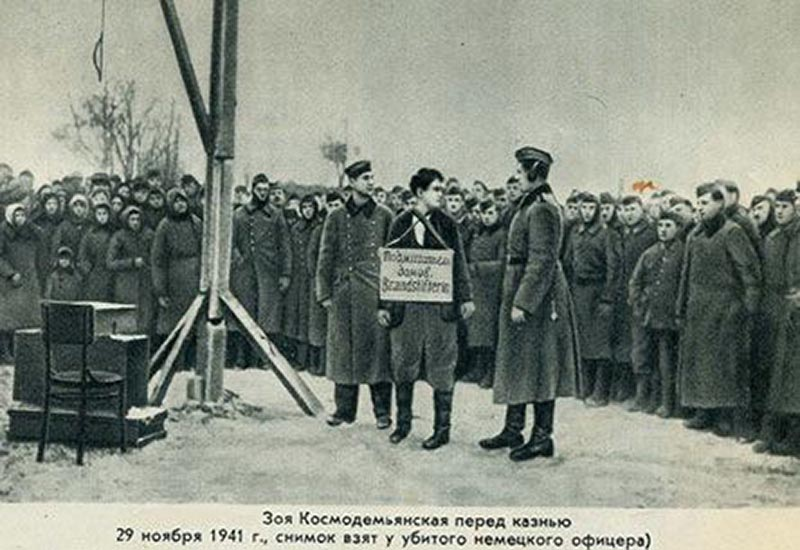 Поджигатель
домов.
Brandstifterin
Зоя Космодемьянская перед казнью
29 ноября 1941 г., снимок взят у убитого немецкого офицера)